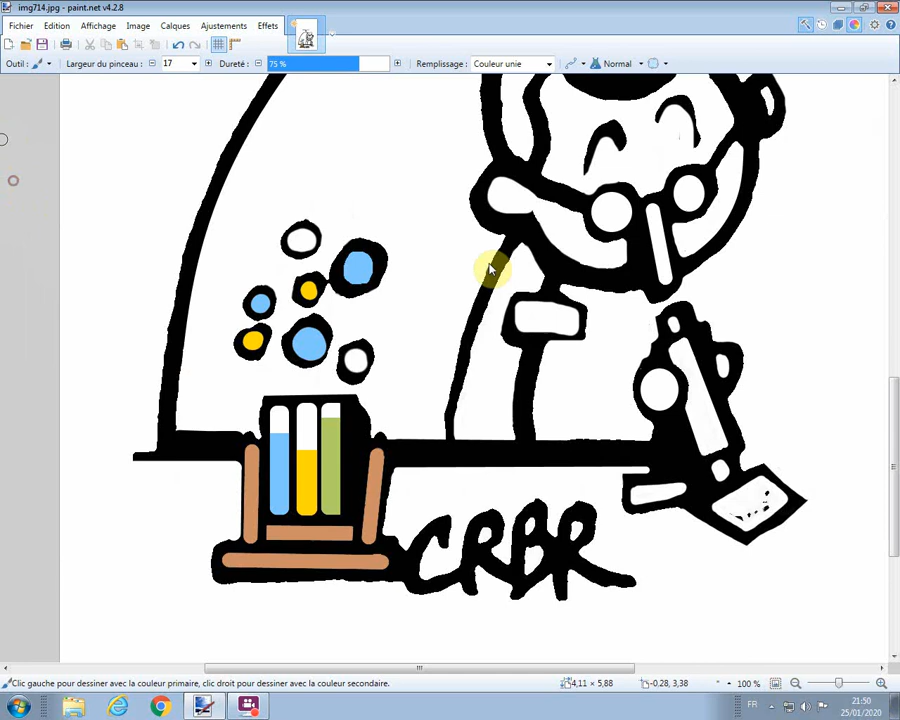 img714.jpg - paint.net v4.2.8
Fichier Edition Affichage Image Calques Ajustements Effets
Outil : Largeur du pinceau : 17 Dureté : 75 % Remplissage : Couleur unie Normal
CRBR
Clic gauche pour dessiner avec la couleur primaire, clic droit pour dessiner avec la couleur secondaire. 4,11 × 5,88 -0.28, 3,38 " 100 %
FR 21:50
25/01/2020